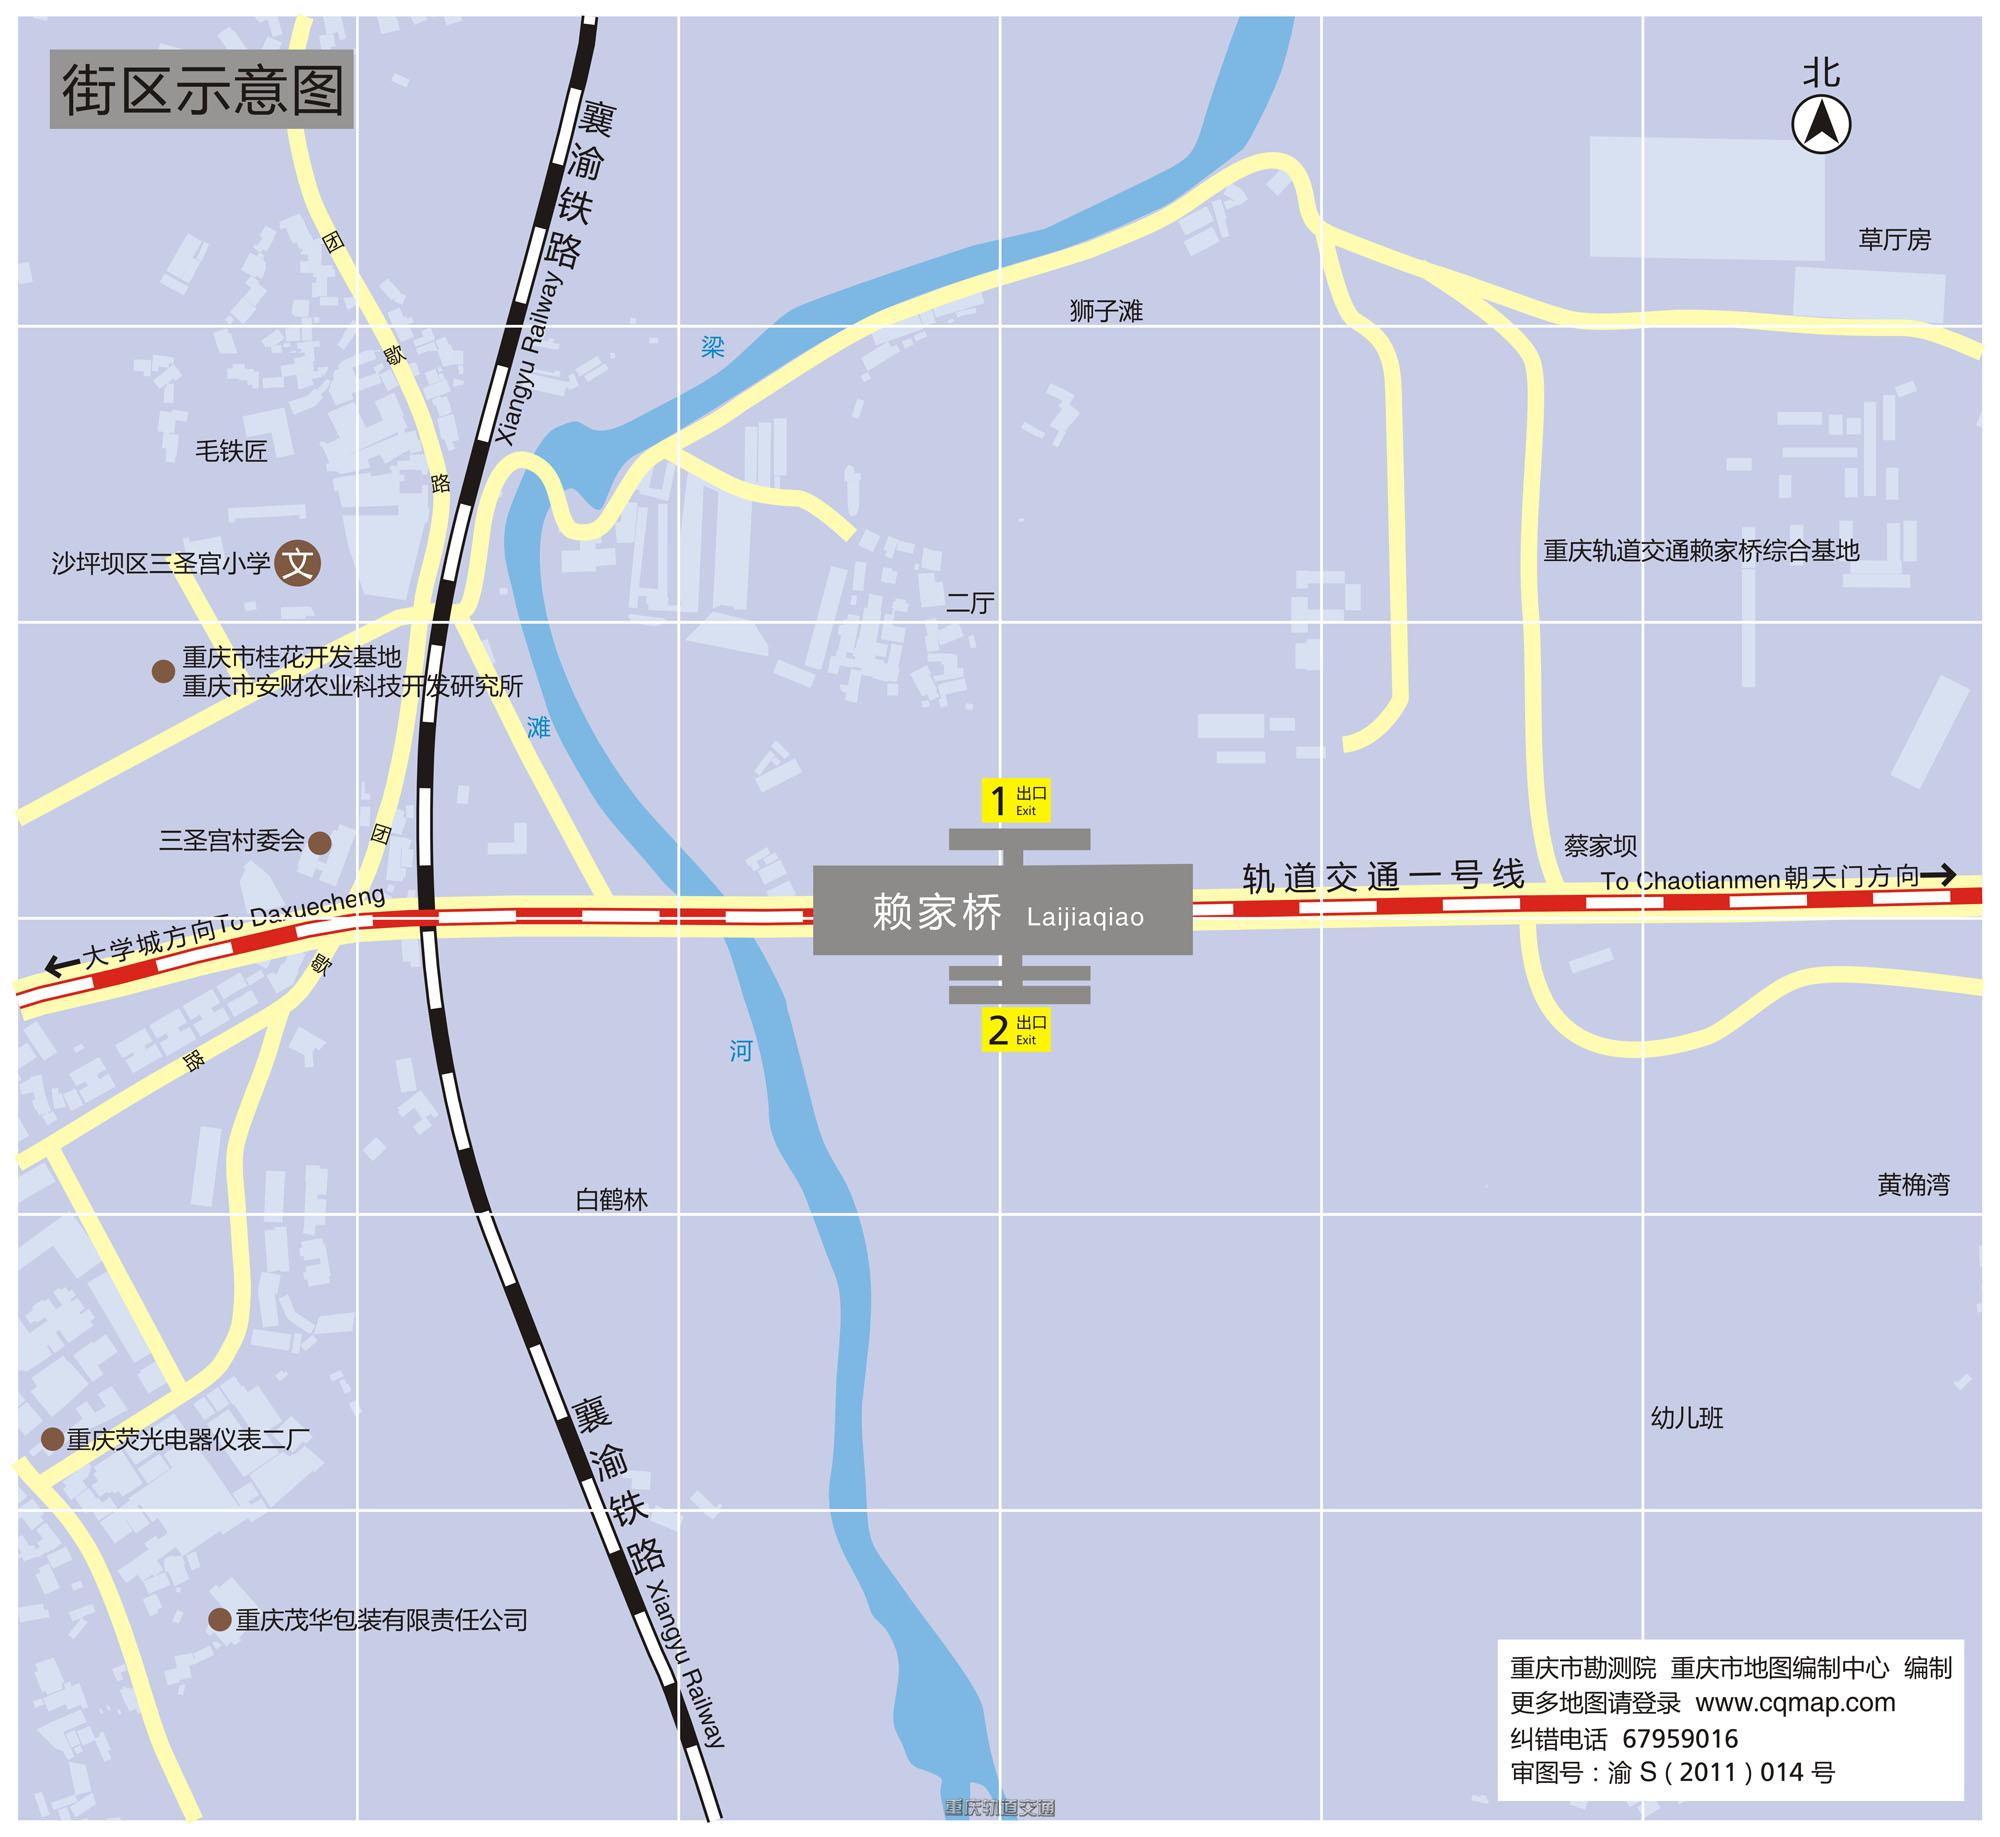 街区示意图
北
襄渝铁路
Xiangyu Railway
草厅房
团
歇
路
狮子滩
梁
毛铁匠
沙坪坝区三圣宫小学
文
重庆轨道交通赖家桥综合基地
二厅
重庆市桂花开发基地
重庆市安财农业科技开发研究所
滩
1 出口
Exit
三圣宫村委会
团
蔡家坝
轨道交通一号线
To Chaotianmen朝天门方向
大学城方向To Daxuecheng
赖家桥 Laijiaqiao
歇
2 出口
Exit
河
路
白鹤林
黄桷湾
幼儿班
重庆荧光电器仪表二厂
襄渝铁路
Xiangyu Railway
重庆茂华包装有限责任公司
重庆市勘测院 重庆市地图编制中心 编制
更多地图请登录 www.cqmap.com
纠错电话 67959016
审图号：渝 S ( 2011 ) 014 号
重庆轨道交通